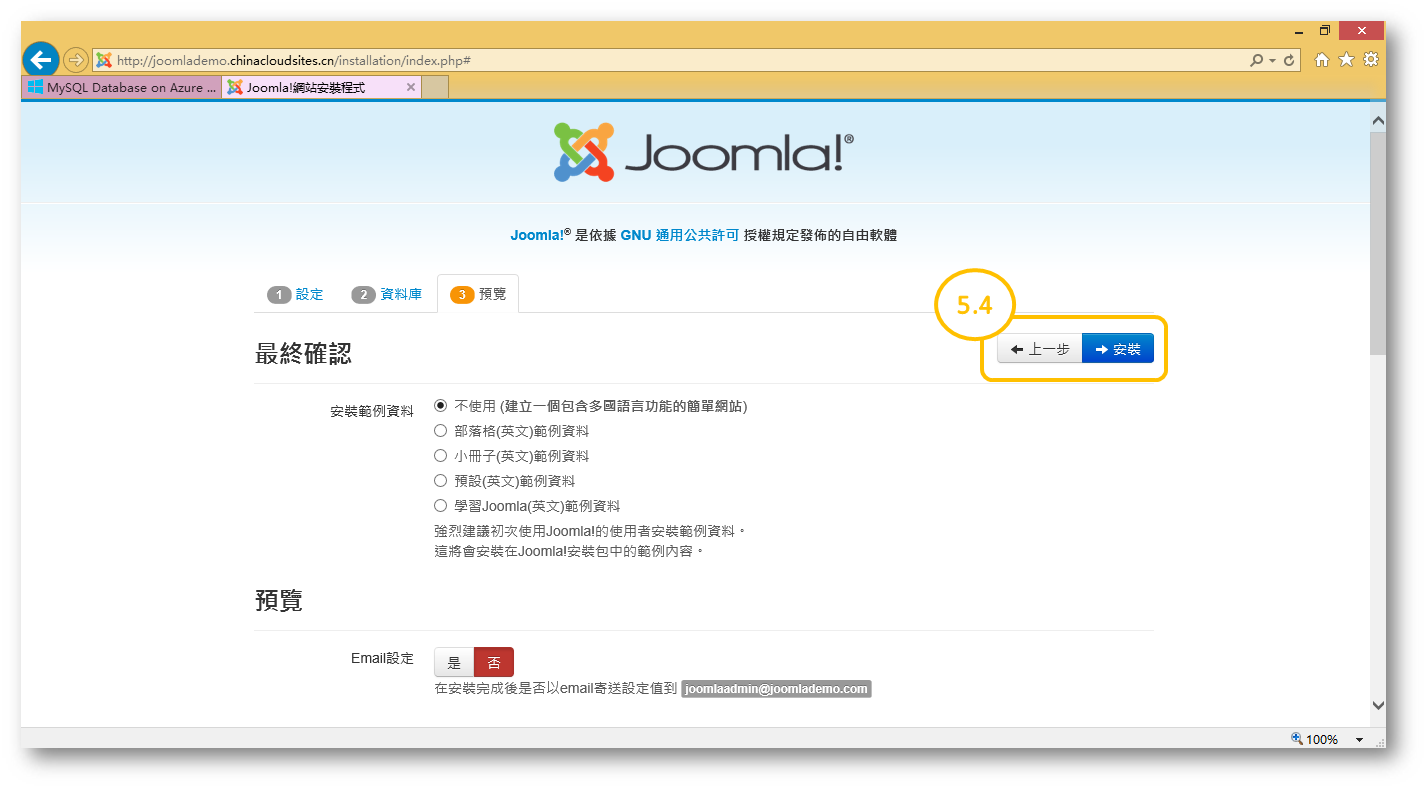 http://joomlademo.chinacloudsites.cn/installation/index.php#
MySQL Database on Azure ...
Joomla!網站安裝程式
Joomla!®
Joomla!® 是依據 GNU 通用公共許可 授權規定發佈的自由軟體
1 設定 2 資料庫 3 預覽
5.4
最終確認
上一步 安裝
安裝範例資料
不使用 (建立一個包含多國語言功能的簡單網站)
部落格(英文)範例資料
小冊子(英文)範例資料
預設(英文)範例資料
學習Joomla(英文)範例資料
強烈建議初次使用Joomla!的使用者安裝範例資料。
這將會安裝在Joomla!安裝包中的範例內容。
預覽
Email設定
是 否
在安裝完成後是否以email寄送設定值到 joomlaadmin@joomlademo.com
100%